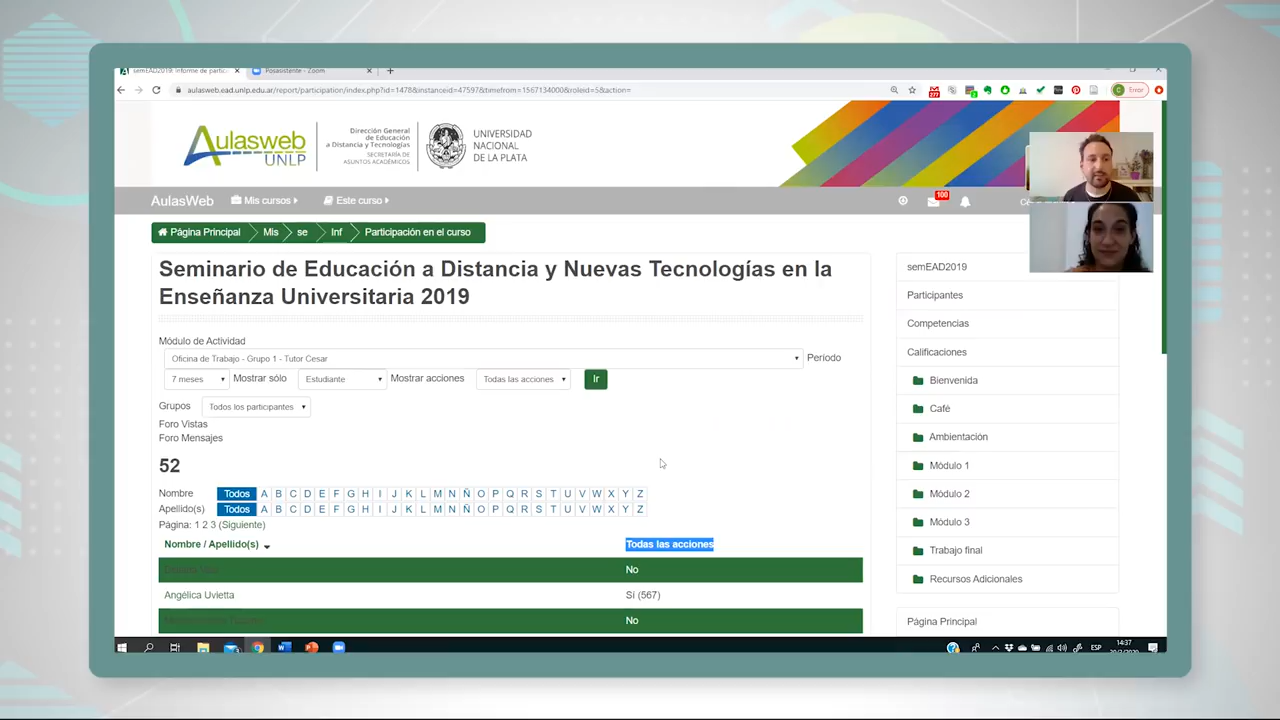 semEAD2019: Informe de partic
Posasistente - Zoom
aulasweb.ead.unlp.edu.ar/report/participation/index.php?id=1478&instanceid=47597&timefrom=1567134000&roleid=5&action=
Error
Aulasweb
UNLP
Dirección General
de Educación
a Distancia y Tecnologías
SECRETARÍA DE
ASUNTOS ACADÉMICOS
UNIVERSIDAD
NACIONAL
DE LA PLATA
AulasWeb
Mis cursos
Este curso
100
Página Principal
Mis
se
Inf
Participación en el curso
Seminario de Educación a Distancia y Nuevas Tecnologías en la
Enseñanza Universitaria 2019
Módulo de Actividad
Oficina de Trabajo - Grupo 1 - Tutor Cesar
Período
7 meses
Mostrar sólo
Estudiante
Mostrar acciones
Todas las acciones
Ir
Grupos
Todos los participantes
Foro Vistas
Foro Mensajes
52
Nombre Todos A B C D E F G H I J K L M N Ñ O P Q R S T U V W X Y Z
Apellido(s) Todos A B C D E F G H I J K L M N Ñ O P Q R S T U V W X Y Z
Página: 1 2 3 (Siguiente)
Nombre / Apellido(s) Todas las acciones
No
Angélica Uvietta Sí (567)
No
semEAD2019
Participantes
Competencias
Calificaciones
Bienvenida
Café
Ambientación
Módulo 1
Módulo 2
Módulo 3
Trabajo final
Recursos Adicionales
Página Principal
ESP
14:37